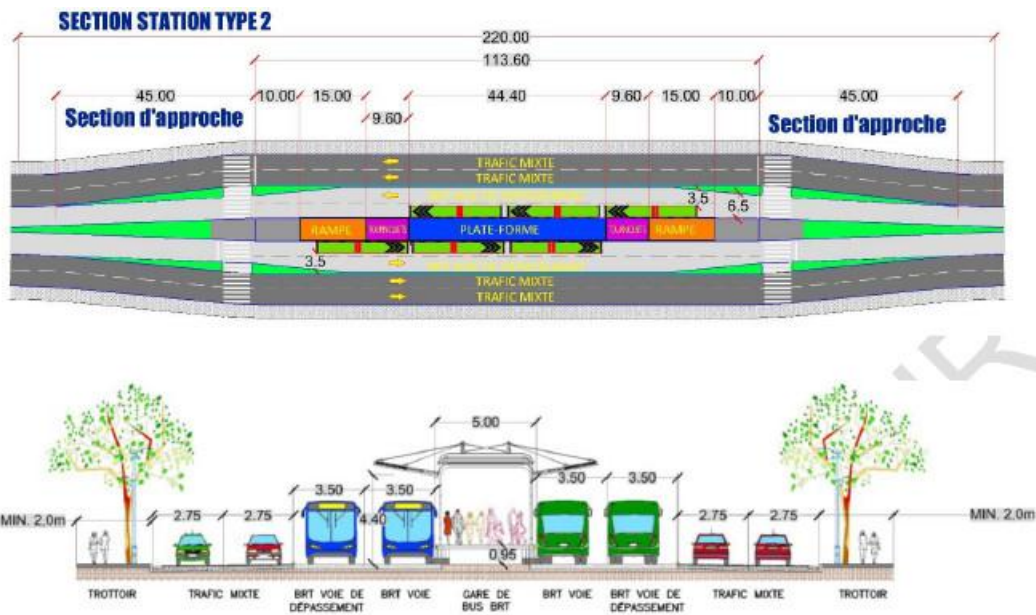 SECTION STATION TYPE 2
220.00
113.60
45.00 10.00 15.00 44.40 9.60 15.00 10.00 45.00
Section d'approche 9.60 Section d'approche
TRAFIC MIXTE
TRAFIC MIXTE
3.5
6.5
RAMPE PLATE-FORME RAMPE
3.5
TRAFIC MIXTE
TRAFIC MIXTE
5.00
3.50 3.50 3.50 3.50
MIN. 2,0m 2.75 2.75 4.40 2.75 2.75 MIN. 2,0m
0.95
TROTTOIR TRAFIC MIXTE BRT VOIE DE DÉPASSEMENT BRT VOIE GARE DE BUS BRT BRT VOIE BRT VOIE DE DÉPASSEMENT TRAFIC MIXTE TROTTOIR